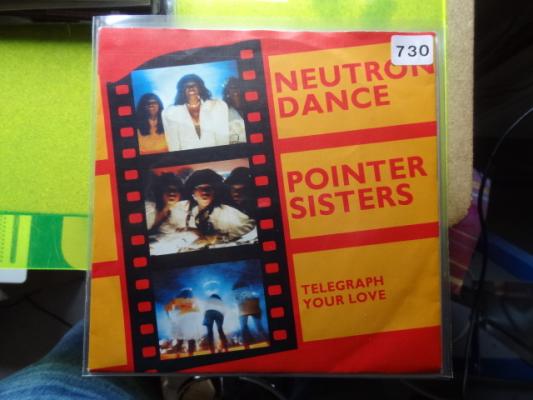 730
NEUTRON
DANCE
POINTER
SISTERS
TELEGRAPH
YOUR LOVE